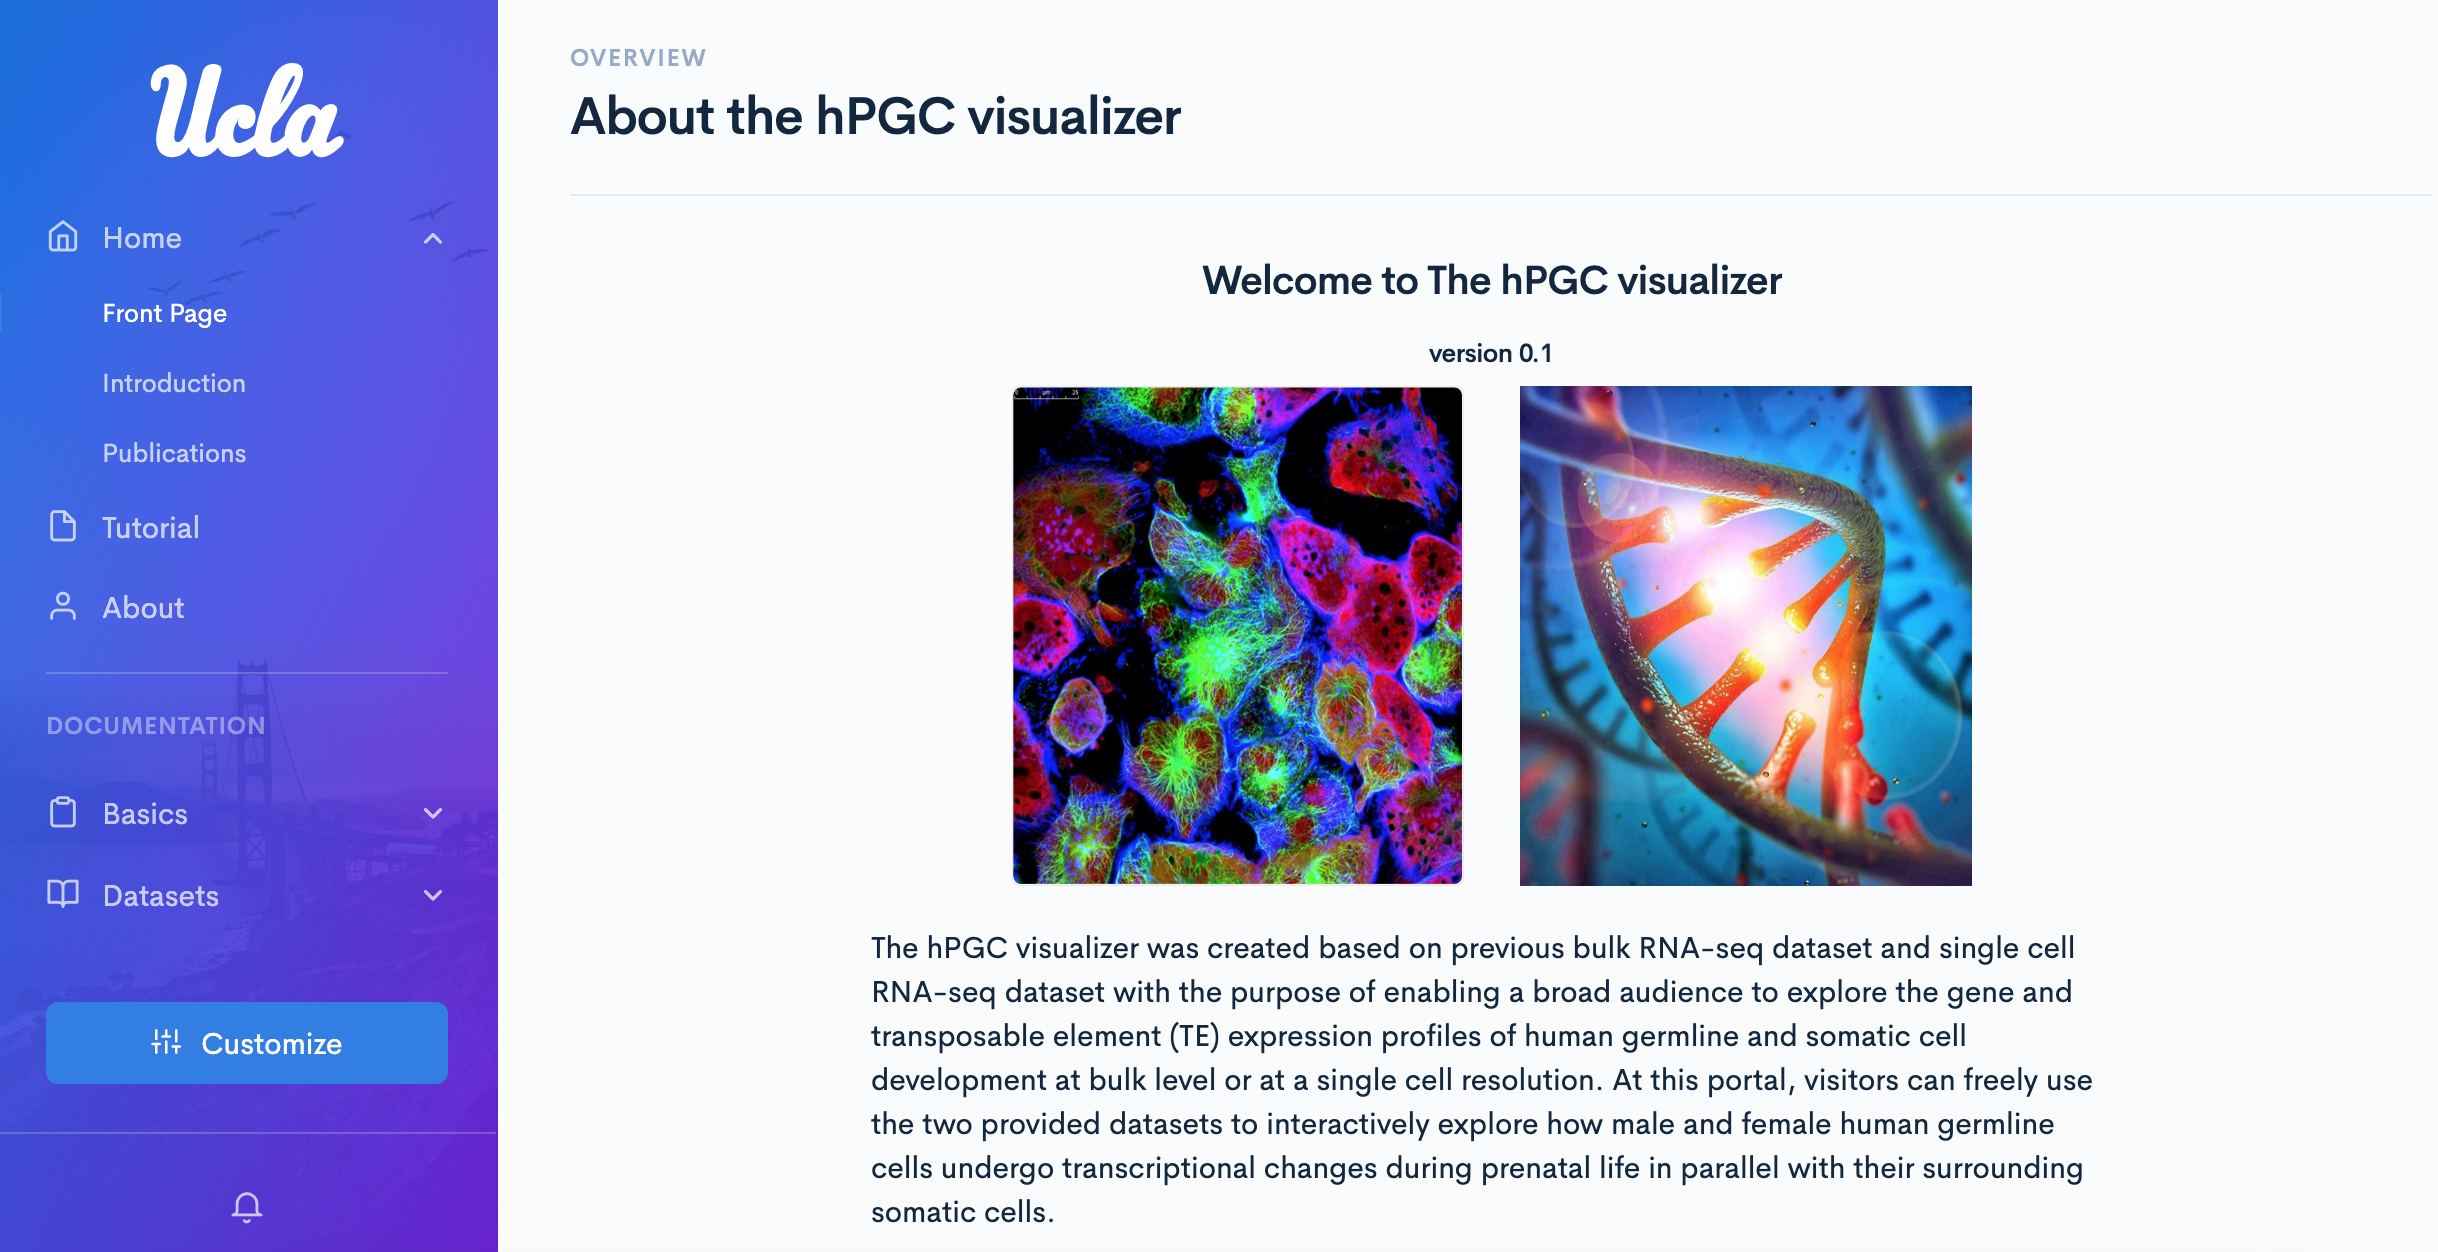 Ucla
Home
Front Page
Introduction
Publications
Tutorial
About
DOCUMENTATION
Basics
Datasets
Customize
OVERVIEW
About the hPGC visualizer
Welcome to The hPGC visualizer
version 0.1
0 µm 25
The hPGC visualizer was created based on previous bulk RNA-seq dataset and single cell
RNA-seq dataset with the purpose of enabling a broad audience to explore the gene and
transposable element (TE) expression profiles of human germline and somatic cell
development at bulk level or at a single cell resolution. At this portal, visitors can freely use
the two provided datasets to interactively explore how male and female human germline
cells undergo transcriptional changes during prenatal life in parallel with their surrounding
somatic cells.